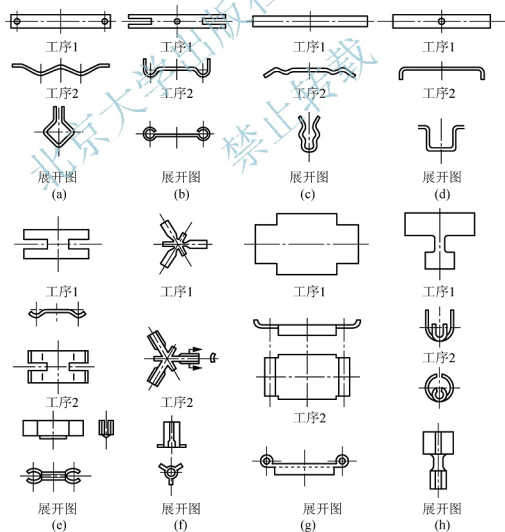 工序1 工序1 工序1 工序1
工序2 工序2 工序2 工序2
展开图 展开图 展开图 展开图
(a) (b) (c) (d)
工序1 工序1 工序1 工序1
工序2
工序2 工序2
工序2
展开图 展开图 展开图 展开图
(e) (f) (g) (h)
北京大学出版社
禁止转载